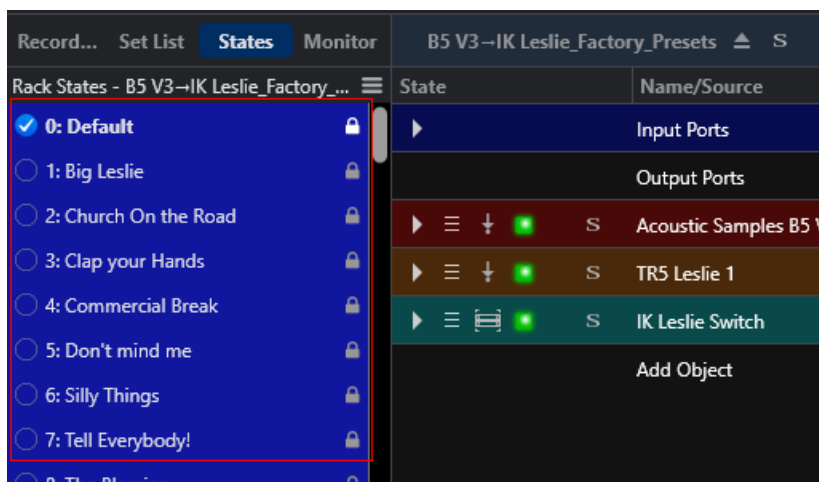 Record... Set List States Monitor
Rack States - B5 V3→IK Leslie_Factory_...
0: Default
1: Big Leslie
2: Church On the Road
3: Clap your Hands
4: Commercial Break
5: Don't mind me
6: Silly Things
7: Tell Everybody!
B5 V3→IK Leslie_Factory_Presets S
State Name/Source
Input Ports
Output Ports
S Acoustic Samples B5
S TR5 Leslie 1
S IK Leslie Switch
Add Object